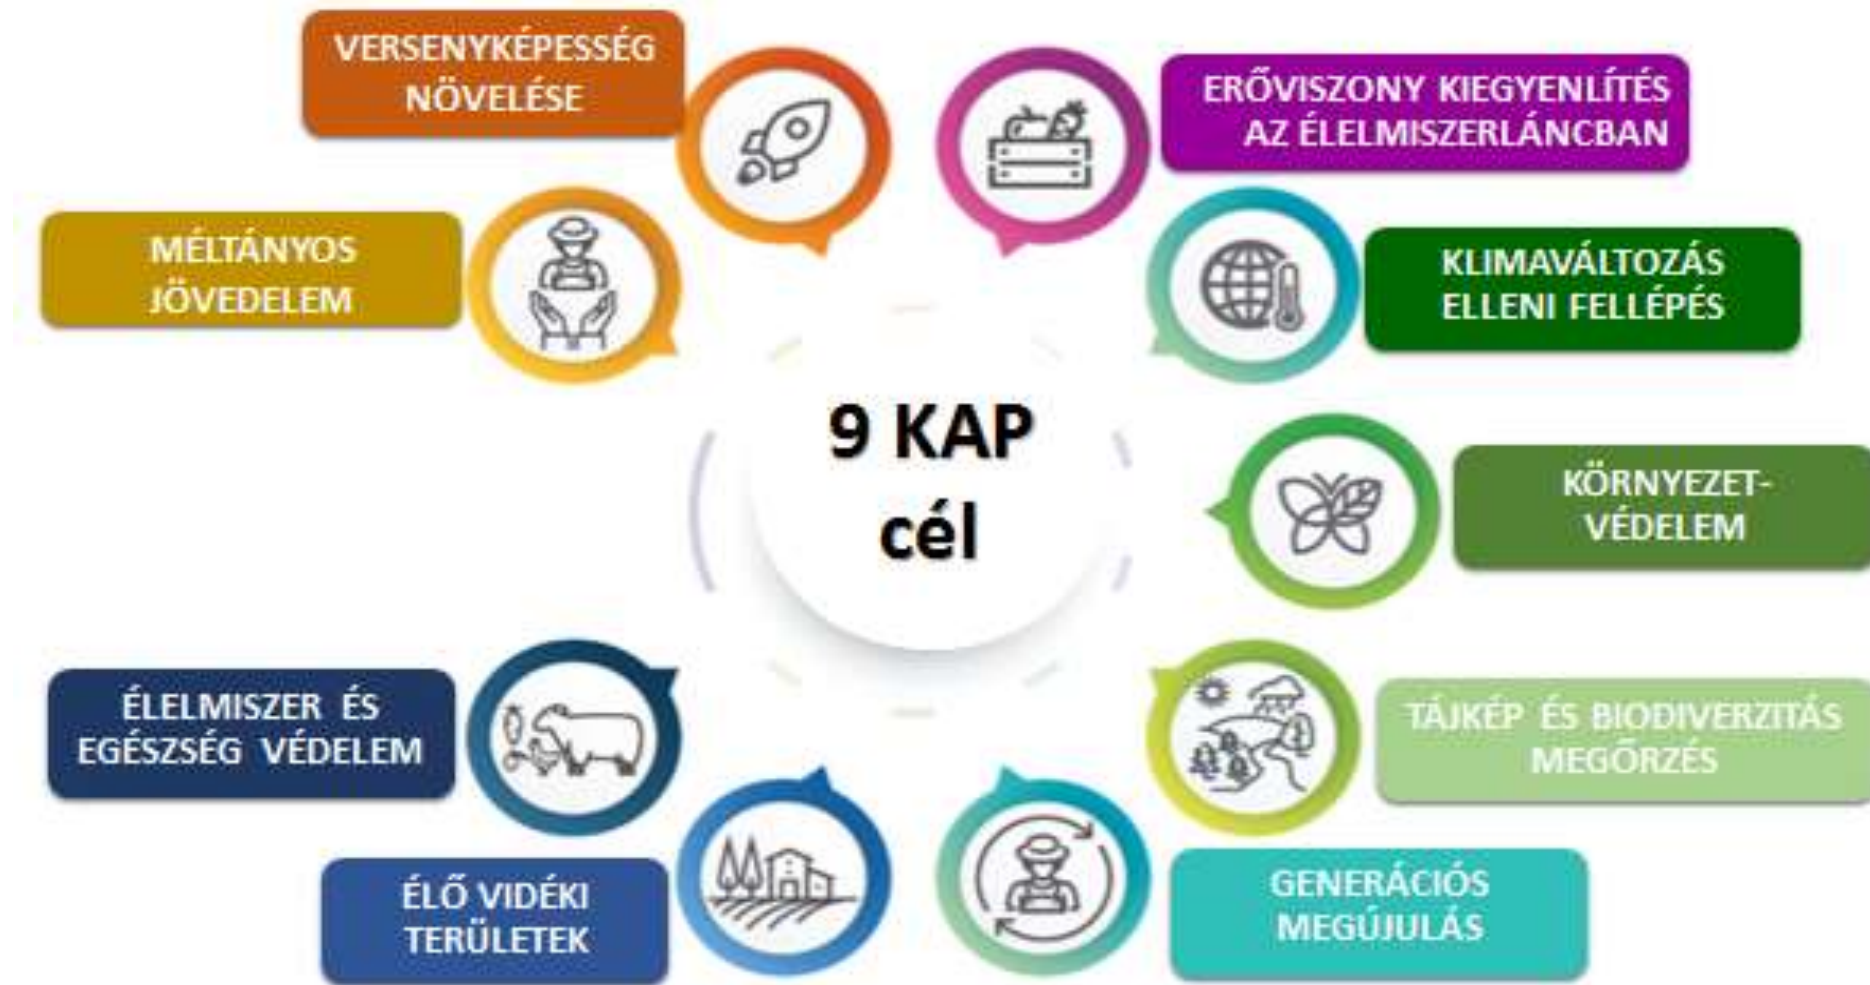 VERSENYKÉPESSÉG
NÖVELÉSE
ERŐVISZONY KIEGYENLÍTÉS
AZ ÉLELMISZERLÁNCBAN
MÉLTÁNYOS
JÖVEDELEM
KLIMAVÁLTOZÁS
ELLENI FELLÉPÉS
9 KAP
cél
KÖRNYEZET-
VÉDELEM
ÉLELMISZER ÉS
EGÉSZSÉG VÉDELEM
TÁJKÉP ÉS BIODIVERZITÁS
MEGŐRZÉS
ÉLŐ VIDÉKI
TERÜLETEK
GENERÁCIÓS
MEGÚJULÁS